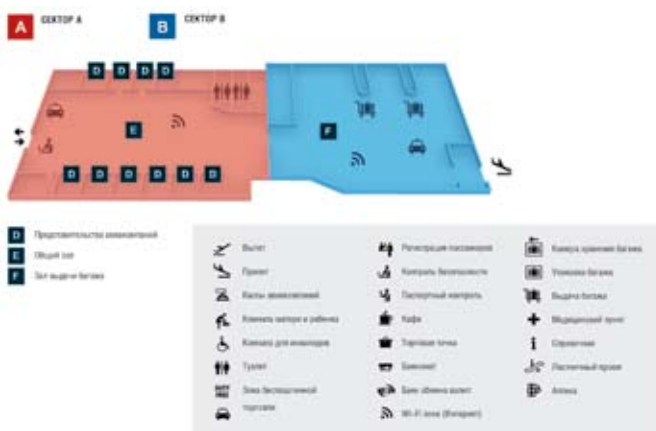 A СЕКТОР A
B СЕКТОР B
D D D D
E
F
D D D D D D
D Представительства авиакомпаний
E Общий зал
F Зал выдачи багажа
Вылет
Прилет
Кассы авиакомпаний
Комната матери и ребенка
Комната для инвалидов
Туалет
DUTY FREE Зона беспошлинной
торговли
Регистрация пассажиров
Контроль безопасности
Паспортный контроль
Кафе
Торговая точка
Банкомат
Банк обмена валют
Wi-Fi зона (Интернет)
Камера хранения багажа
Упаковка багажа
Выдача багажа
Медицинский пункт
i Справочная
Аптека